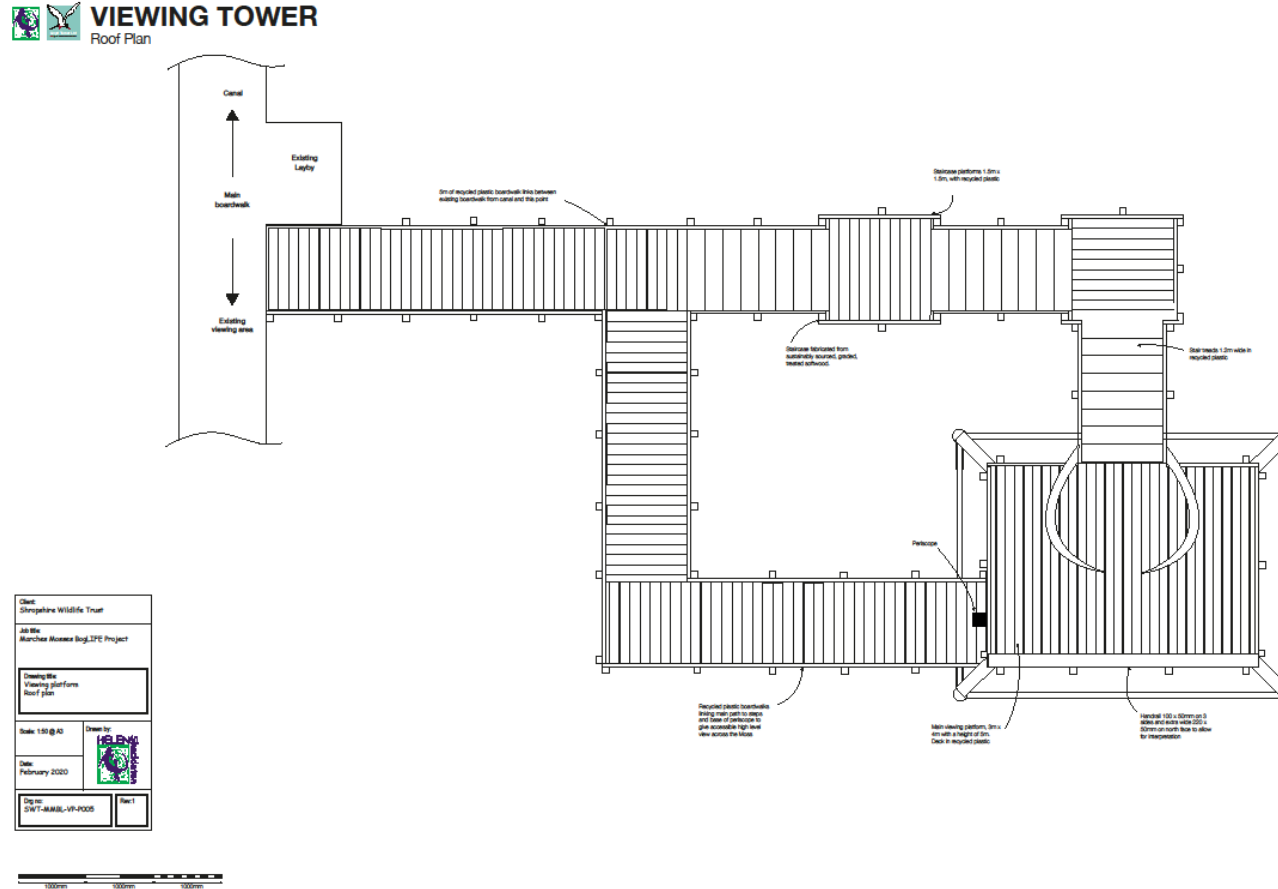 VIEWING TOWER
Roof Plan
Canal
Existing
Layby
Main
boardwalk
Existing
viewing area
5m of recycled plastic boardwalk links between
existing boardwalk from canal and this point
Staircase platforms 1.5m x
1.5m, with recycled plastic
Staircase fabricated from
sustainably sourced, graded,
treated softwood.
Stair treads 1.2m wide in
recycled plastic
Periscope
Recycled plastic boardwalks
linking main path to steps
and base of periscope to
give accessible high level
view across the Moss
Main viewing platform, 3m x
4m with a height of 5m.
Deck in recycled plastic
Handrail 100 x 50mm on 3
sides and extra wide 220 x
50mm on north face to allow
for interpretation
Client:
Shropshire Wildlife Trust
Job title:
Marches Mosses BogLIFE Project
Drawing title:
Viewing platform
Roof plan
Scale: 1:50 @ A3
Drawn by:
Date:
February 2020
Drg no:
SWT-MMBL-VP-P005
Rev:1
1000mm 1000mm 1000mm